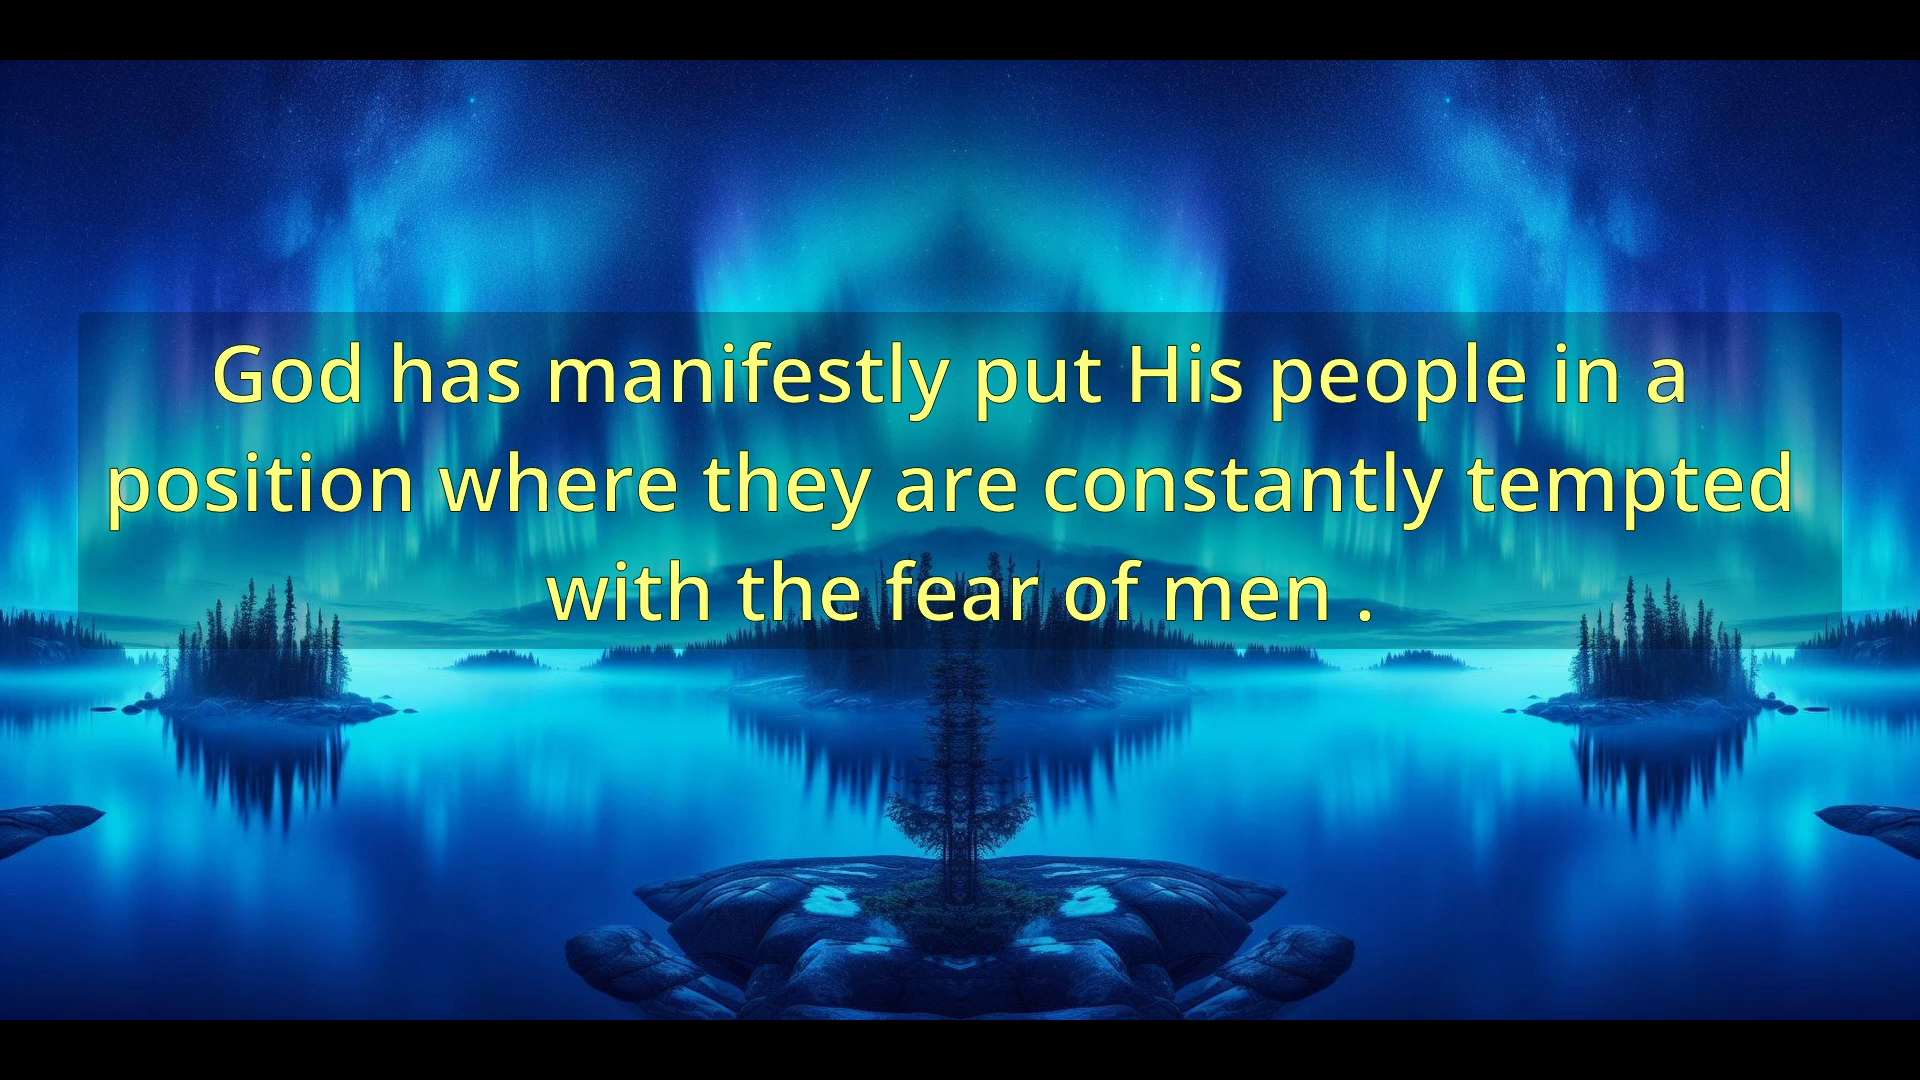 God has manifestly put His people in a
position where they are constantly tempted
with the fear of men .